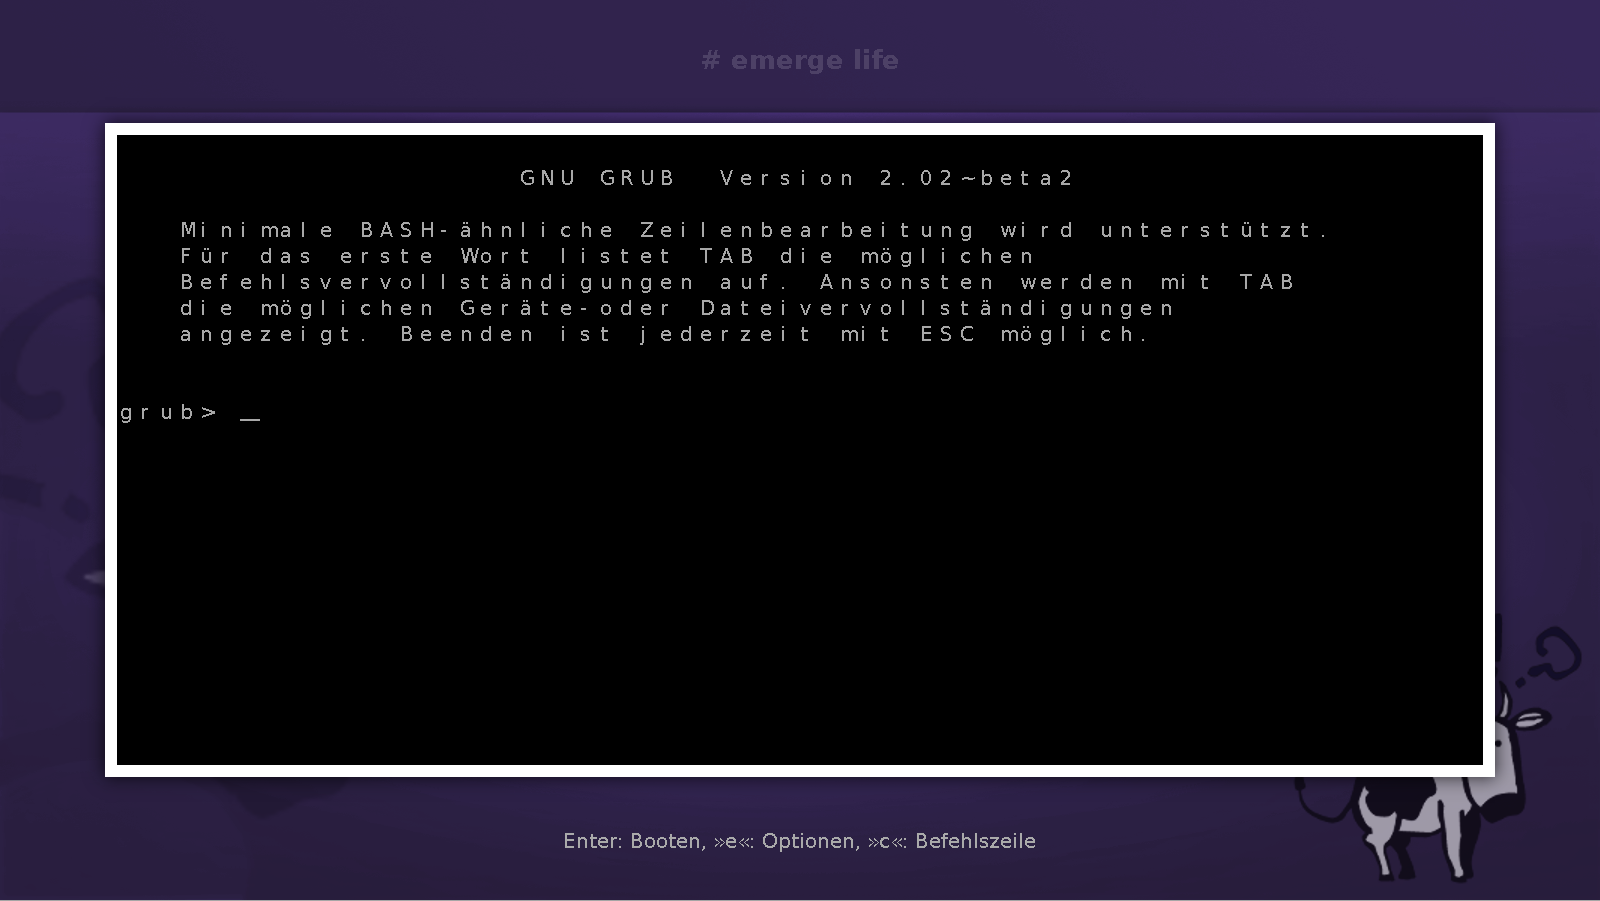 # emerge life
GNU GRUB  Version 2.02~beta2
Minimale BASH-ähnliche Zeilenbearbeitung wird unterstützt.
Für das erste Wort listet TAB die möglichen
Befehlsvervollständigungen auf. Ansonsten werden mit TAB
die möglichen Geräte-oder Dateivervollständigungen
angezeigt. Beenden ist jederzeit mit ESC möglich.
grub> _
Enter: Booten, »e«: Optionen, »c«: Befehlszeile